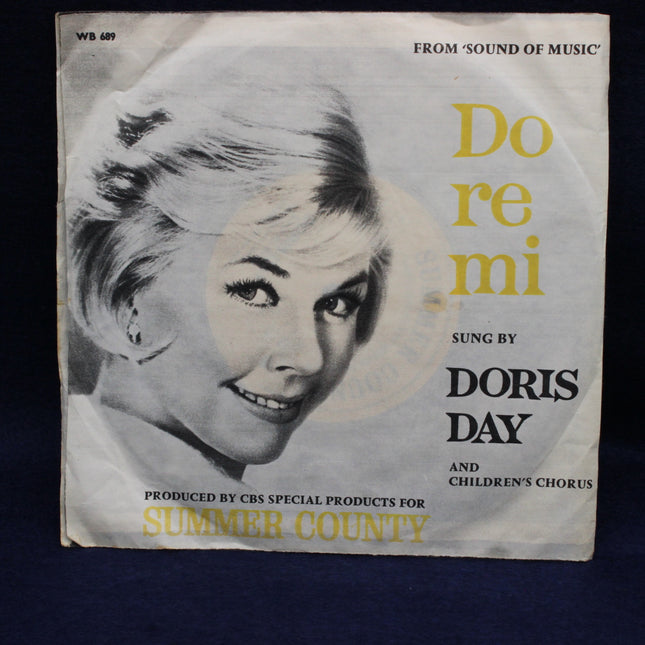 WB 689
FROM 'SOUND OF MUSIC'
Do
re
mi
SUNG BY
DORIS
DAY
AND
CHILDREN'S CHORUS
PRODUCED BY CBS SPECIAL PRODUCTS FOR
SUMMER COUNTY